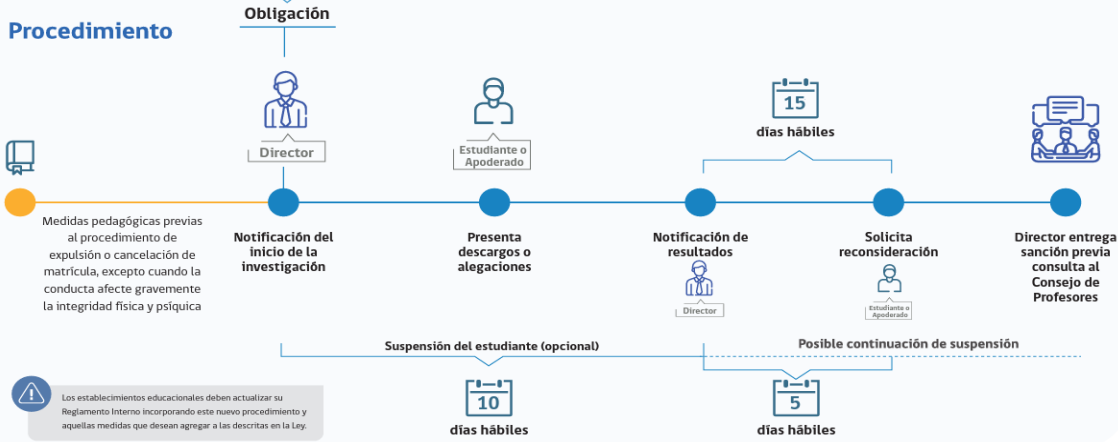 Obligación
Procedimiento
Director
Estudiante o
Apoderado
15
días hábiles
Medidas pedagógicas previas
al procedimiento de
expulsión o cancelación de
matrícula, excepto cuando la
conducta afecte gravemente
la integridad física y psíquica
Notificación del
inicio de la
investigación
Presenta
descargos o
alegaciones
Notificación de
resultados
Director
Solicita
reconsideración
Estudiante o
Apoderado
Director entrega
sanción previa
consulta al
Consejo de
Profesores
Suspensión del estudiante (opcional)
Posible continuación de suspensión
10
días hábiles
5
días hábiles
Los establecimientos educacionales deben actualizar su
Reglamento Interno incorporando este nuevo procedimiento y
aquellas medidas que desean agregar a las descritas en la Ley.